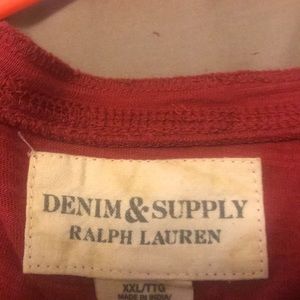 DENIM & SUPPLY
RALPH LAUREN
XXL/TTG
MADE IN INDIA/